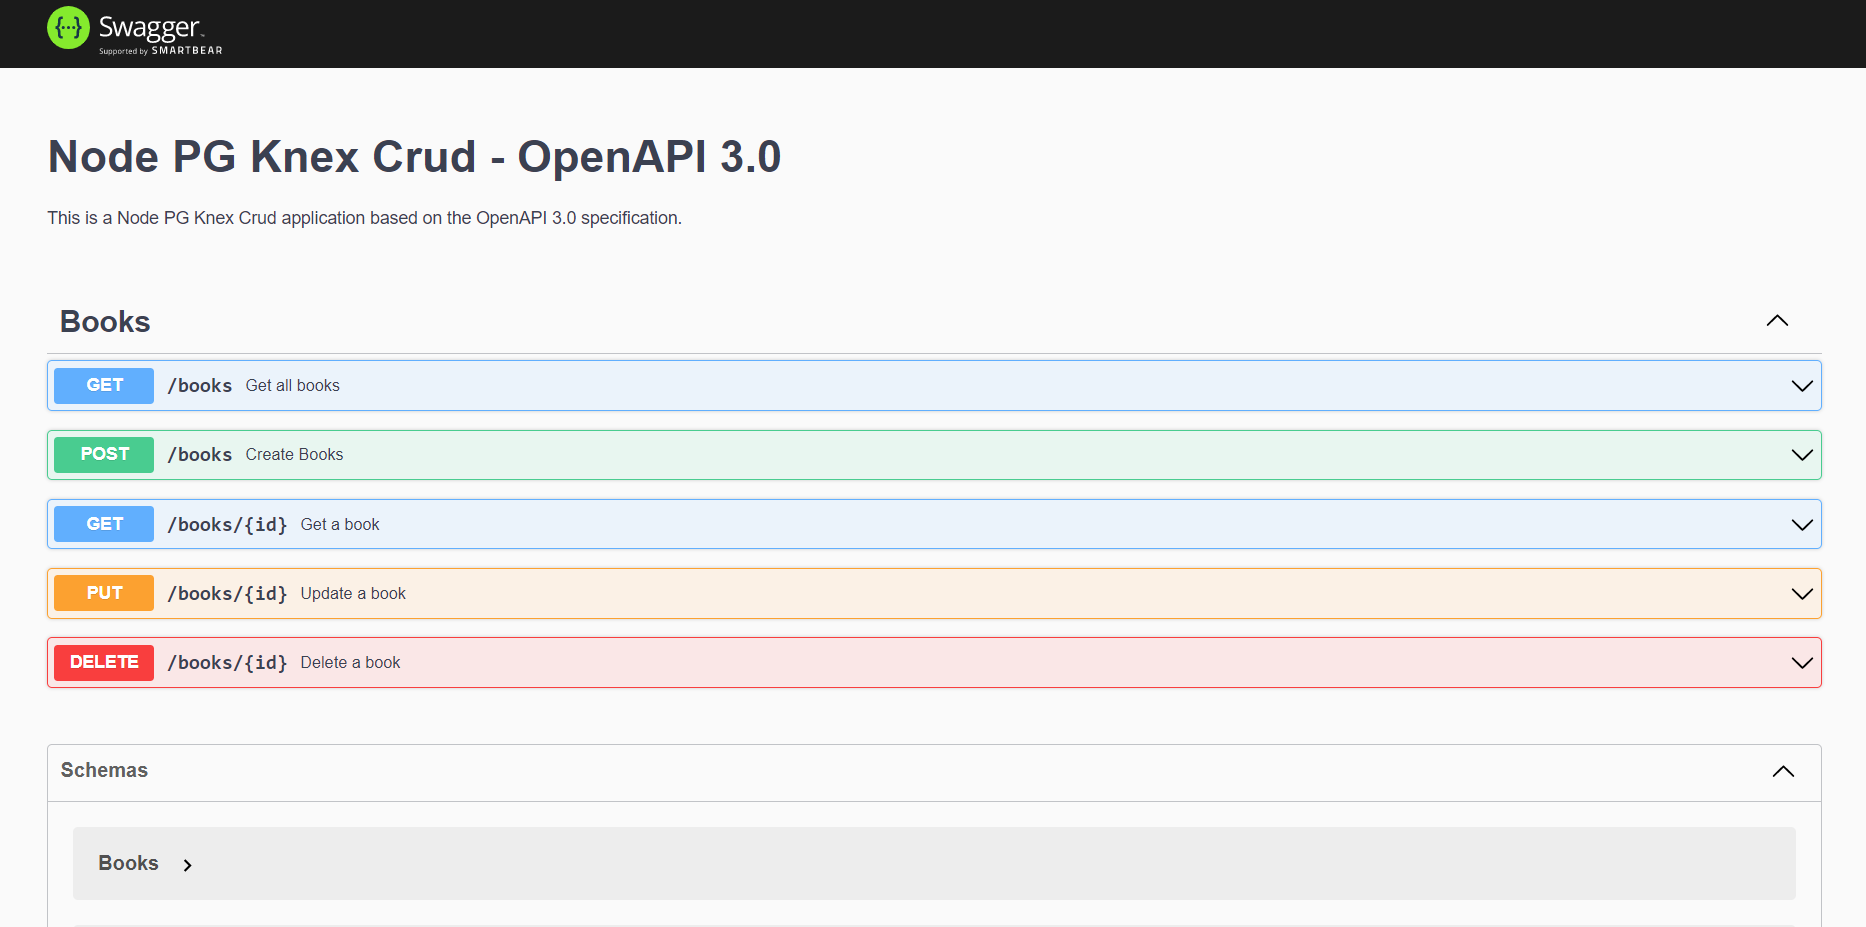 {···} Swagger™
Supported by SMARTBEAR
Node PG Knex Crud - OpenAPI 3.0
This is a Node PG Knex Crud application based on the OpenAPI 3.0 specification.
Books
GET /books Get all books
POST /books Create Books
GET /books/{id} Get a book
PUT /books/{id} Update a book
DELETE /books/{id} Delete a book
Schemas
Books